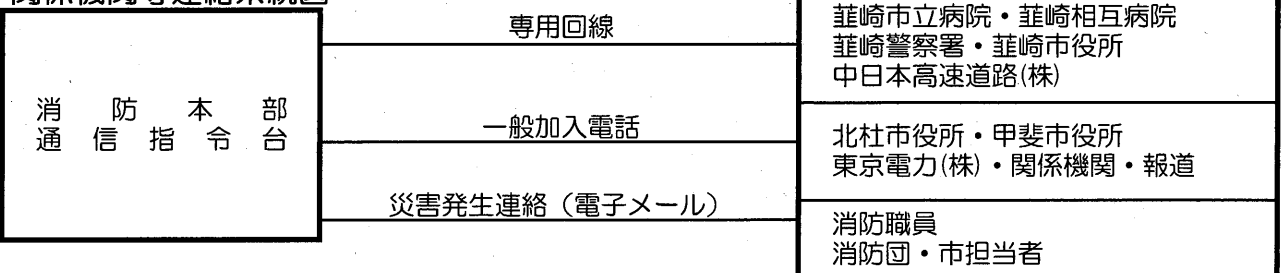 関係機関等連絡系統図
消防本部
通信指令台
専用回線
一般加入電話
災害発生連絡（電子メール）
韮崎市立病院・韮崎相互病院
韮崎警察署・韮崎市役所
中日本高速道路(株)
北杜市役所・甲斐市役所
東京電力(株)・関係機関・報道
消防職員
消防団・市担当者